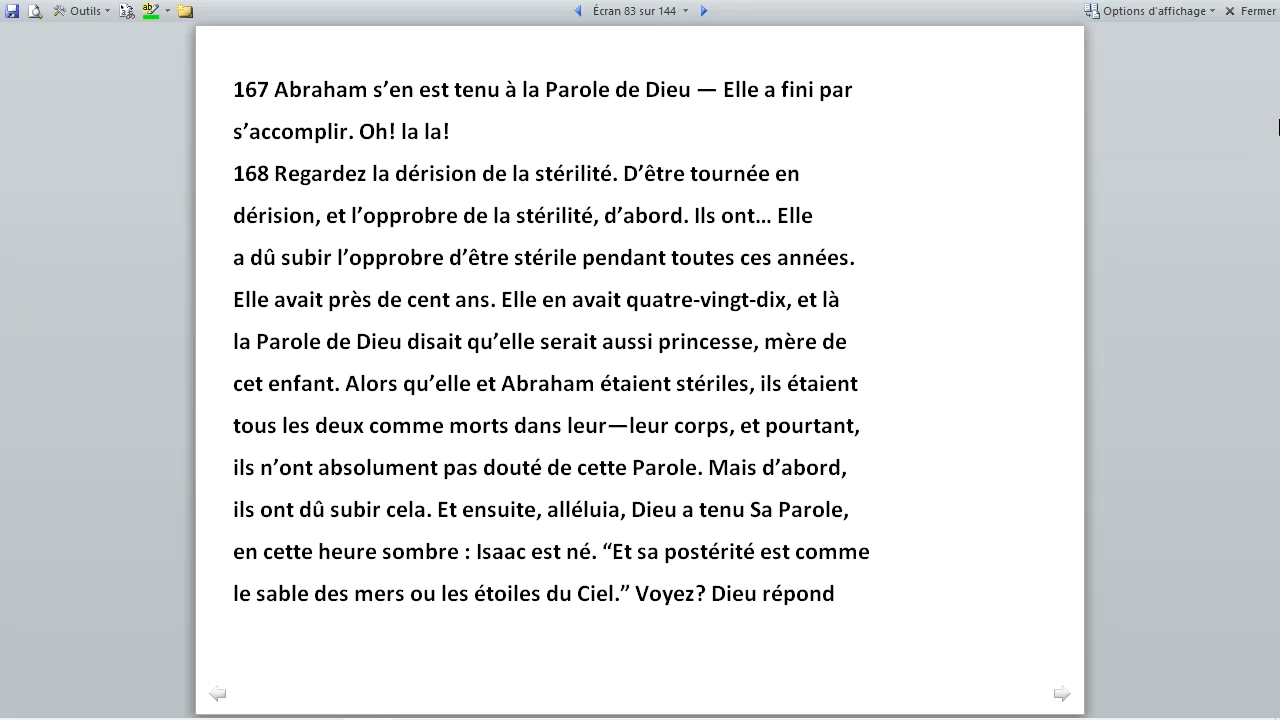 Outils
Écran 83 sur 144
Options d'affichage
Fermer
167 Abraham s’en est tenu à la Parole de Dieu — Elle a fini par
s’accomplir. Oh! la la!
168 Regardez la dérision de la stérilité. D’être tournée en
dérision, et l’opprobre de la stérilité, d’abord. Ils ont… Elle
a dû subir l’opprobre d’être stérile pendant toutes ces années.
Elle avait près de cent ans. Elle en avait quatre-vingt-dix, et là
la Parole de Dieu disait qu’elle serait aussi princesse, mère de
cet enfant. Alors qu’elle et Abraham étaient stériles, ils étaient
tous les deux comme morts dans leur—leur corps, et pourtant,
ils n’ont absolument pas douté de cette Parole. Mais d’abord,
ils ont dû subir cela. Et ensuite, alléluia, Dieu a tenu Sa Parole,
en cette heure sombre : Isaac est né. “Et sa postérité est comme
le sable des mers ou les étoiles du Ciel.” Voyez? Dieu répond